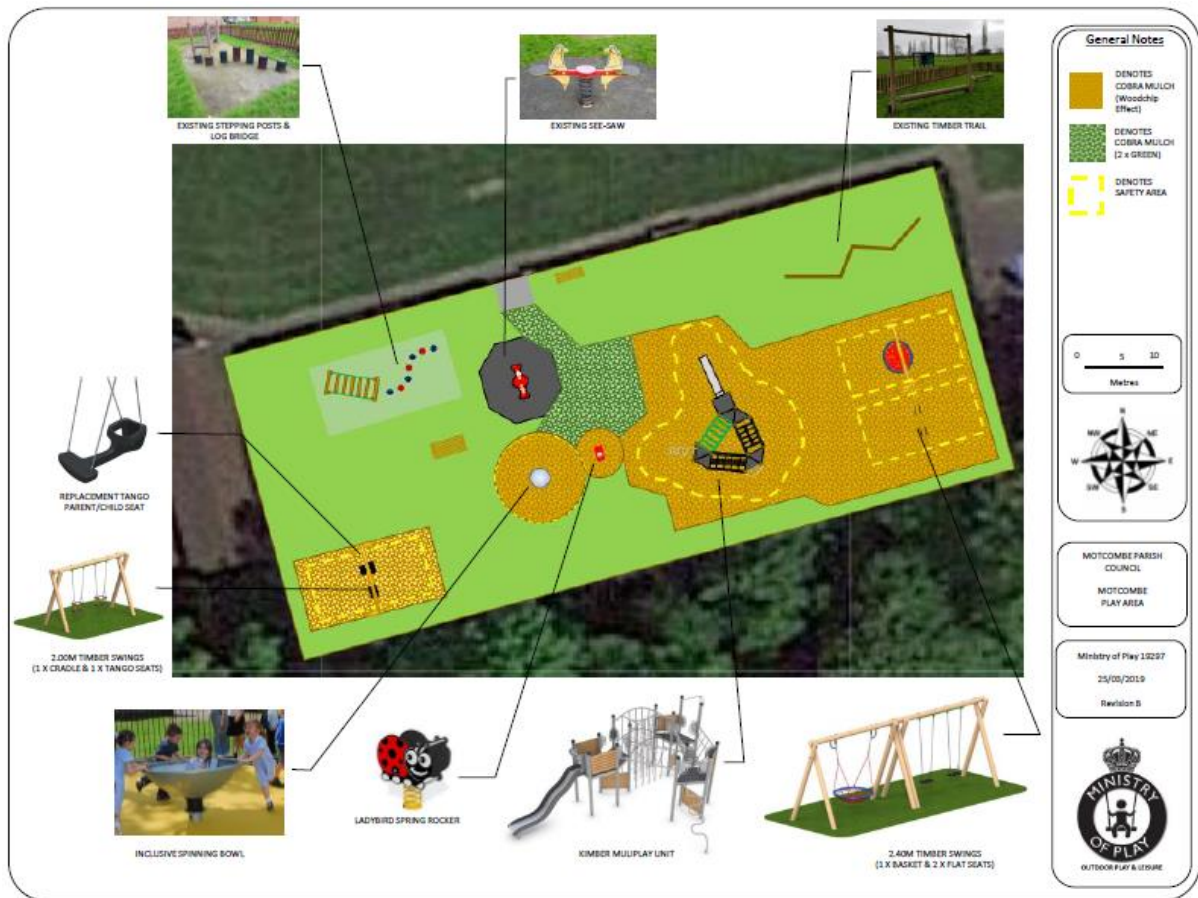 EXISTING STEPPING POSTS &
LOG BRIDGE
EXISTING SEE-SAW
EXISTING TIMBER TRAIL
General Notes
DENOTES
COBRA MULCH
(Woodchip
Effect)
DENOTES
COBRA MULCH
(2 x GREEN)
DENOTES
SAFETY AREA
0 5 10
Metres
N
NW NE
W E
SW SE
S
REPLACEMENT TANGO
PARENT/CHILD SEAT
2.00M TIMBER SWINGS
(1 X CRADLE & 1 X TANGO SEATS)
MOTCOMBE PARISH
COUNCIL
MOTCOMBE
PLAY AREA
Ministry of Play 19297
Revision B
INCLUSIVE SPINNING BOWL
LADYBIRD SPRING ROCKER
KIMBER MULIPLAY UNIT
2.40M TIMBER SWINGS
(1 X BASKET & 2 X FLAT SEATS)
MINISTRY
OF PLAY
OUTDOOR PLAY & LEISURE